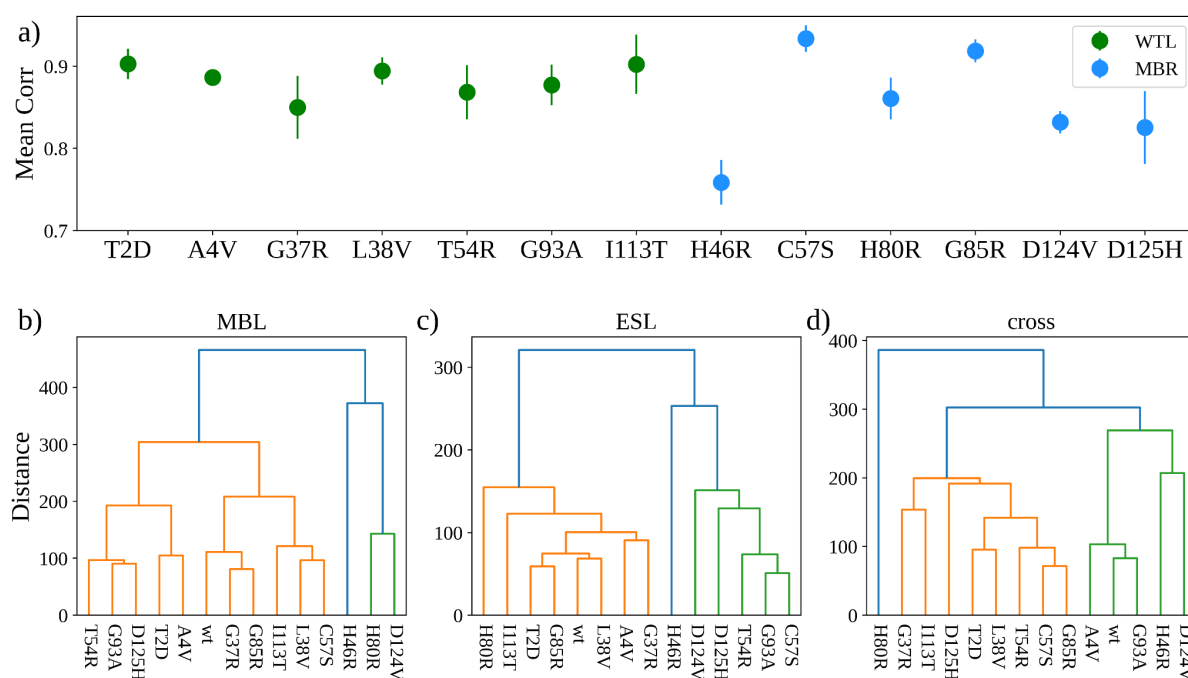 a)
Mean Corr
0.9
0.8
0.7
WTL
MBR
T2D A4V G37R L38V T54R G93A I113T H46R C57S H80R G85R D124V D125H
b) MBL
Distance
400
300
200
100
0
T54R G93A D125H T2D A4V wt G37R G85R I113T L38V C57S H46R H80R D124V
c) ESL
300
200
100
0
H80R I113T T2D G85R wt L38V A4V G37R H46R D124V D125H T54R G93A C57S
d) cross
400
300
200
100
0
H80R G37R I113T D125H T2D L38V T54R C57S G85R A4V wt G93A H46R D124V